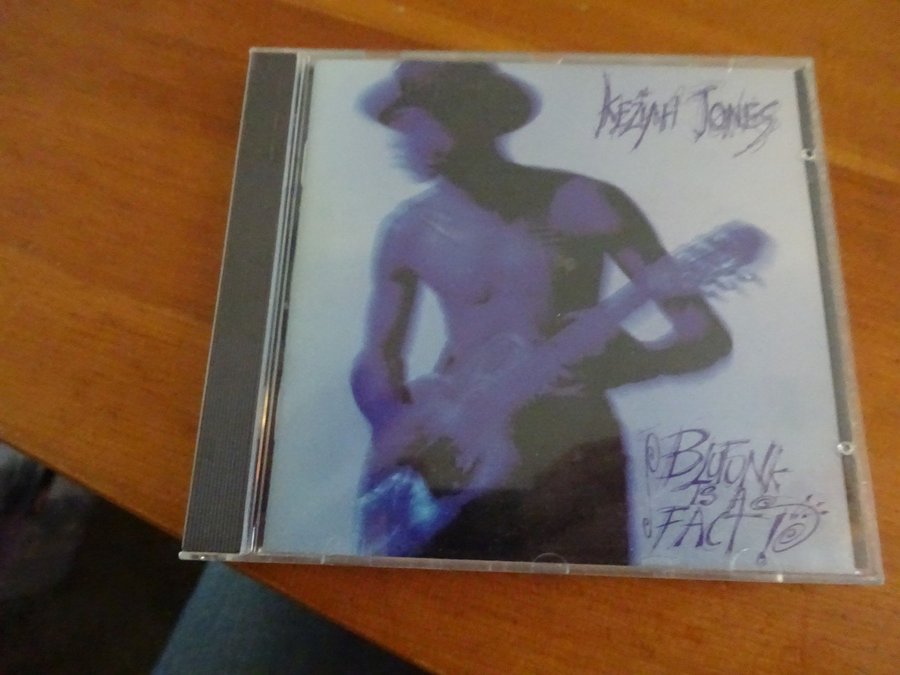 KEZIAH JONES
BLUFUNK
IS A
FACT!